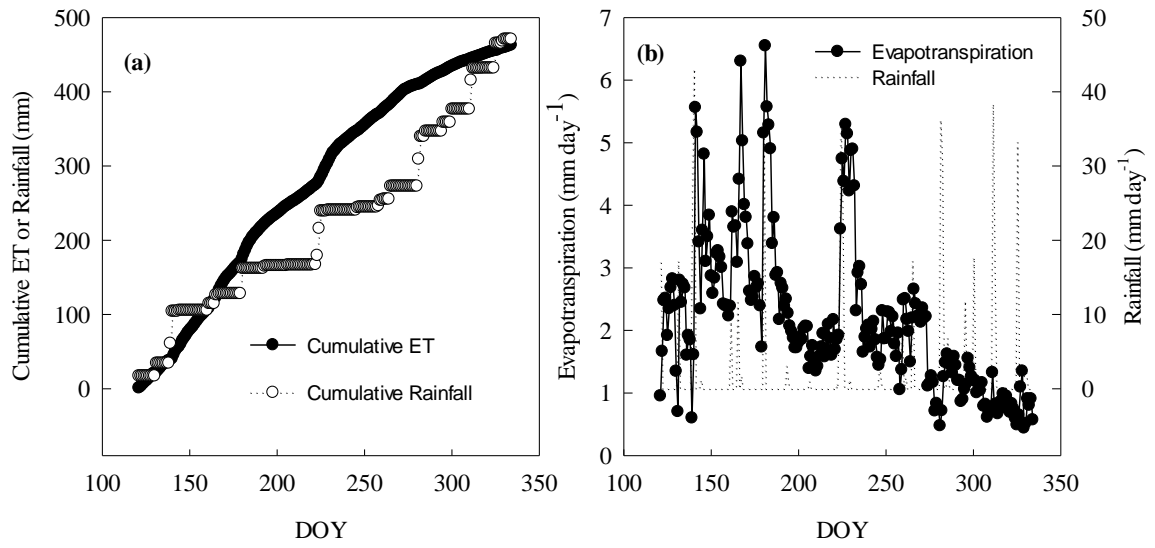 (a)
Cumulative ET or Rainfall (mm)
500
400
300
200
100
0
Cumulative ET
Cumulative Rainfall
100 150 200 250 300 350
DOY
(b)
Evapotranspiration (mm day-1)
7
6
5
4
3
2
1
0
Evapotranspiration
Rainfall
Rainfall (mm day-1)
50
40
30
20
10
0
100 150 200 250 300 350
DOY